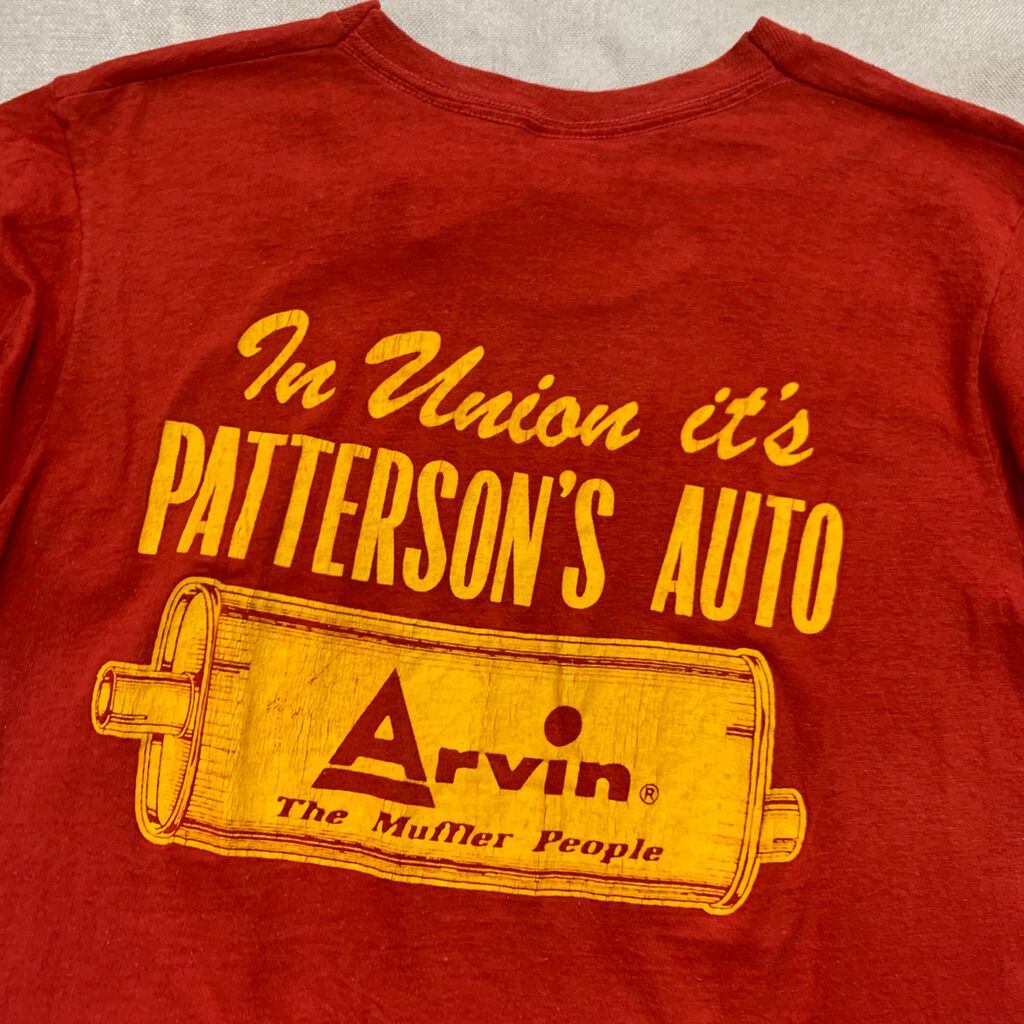 In Union it's
PATTERSON'S AUTO
Arvin®
The Muffler People